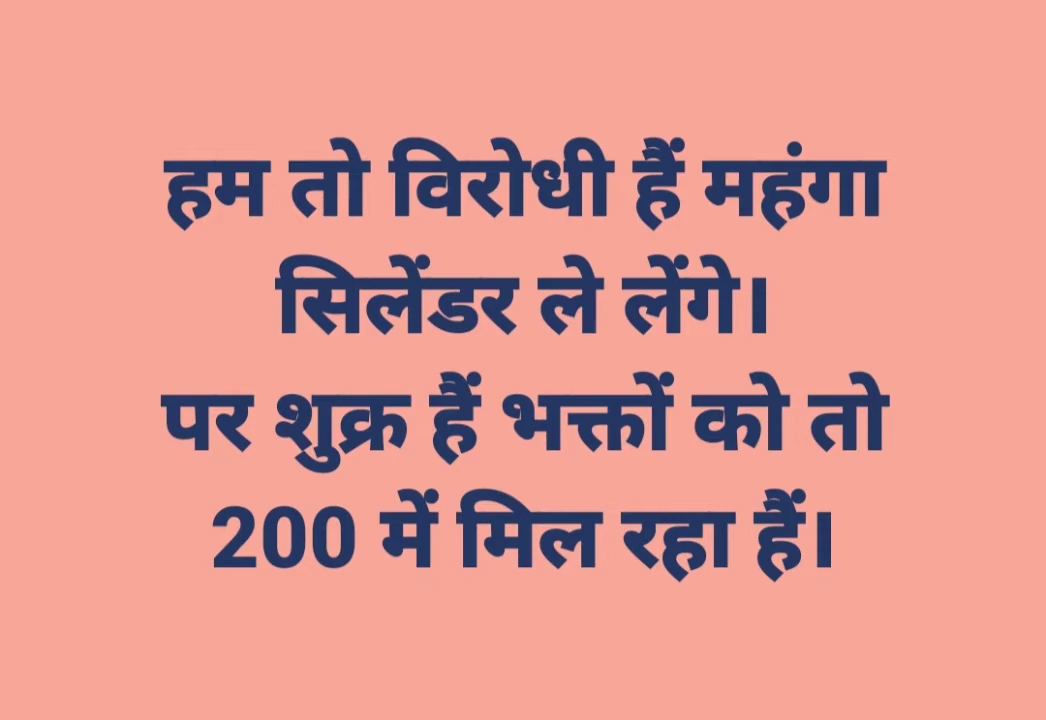 हम तो विरोधी हैं महंगा
सिलेंडर ले लेंगे।
पर शुक्र हैं भक्तों को तो
200 में मिल रहा हैं।